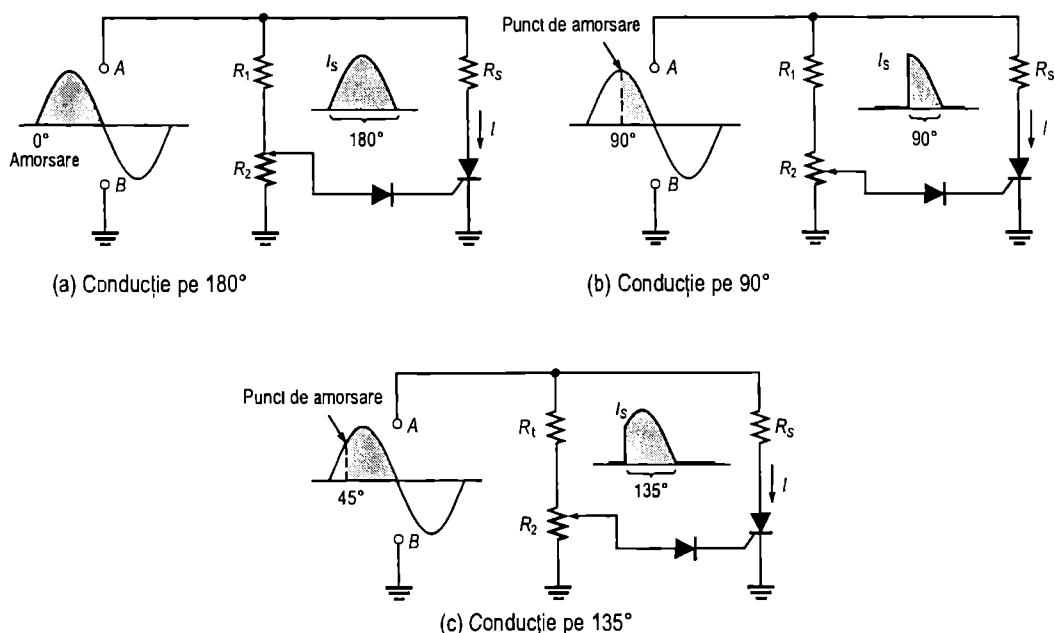 Punct de amorsare
A
R1
Is
Rs
I
0°
Amorsare
180°
R2
B
(a) Conducție pe 180°
A
R1
Is
Rs
I
90°
90°
R2
B
(b) Conducție pe 90°
Punct de amorsare
A
Rt
Is
Rs
I
45°
135°
R2
B
(c) Conducție pe 135°